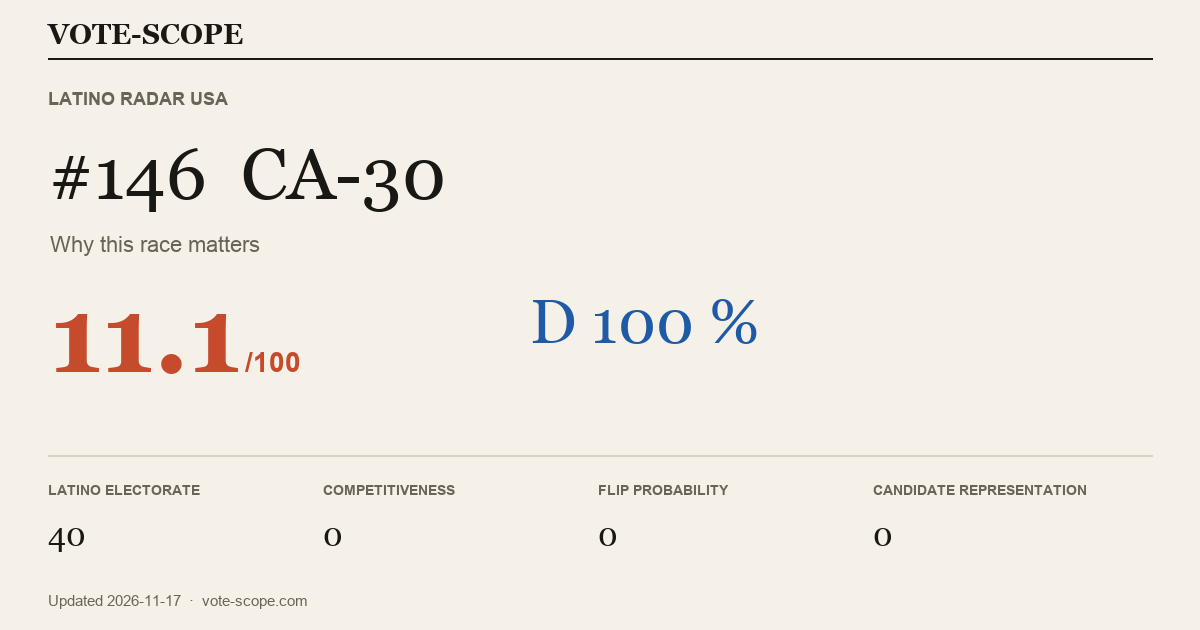 VOTE-SCOPE
LATINO RADAR USA
#146 CA-30
Why this race matters
11.1/100
D 100 %
LATINO ELECTORATE COMPETITIVENESS FLIP PROBABILITY CANDIDATE REPRESENTATION
40 0 0 0
Updated 2026-11-17 · vote-scope.com